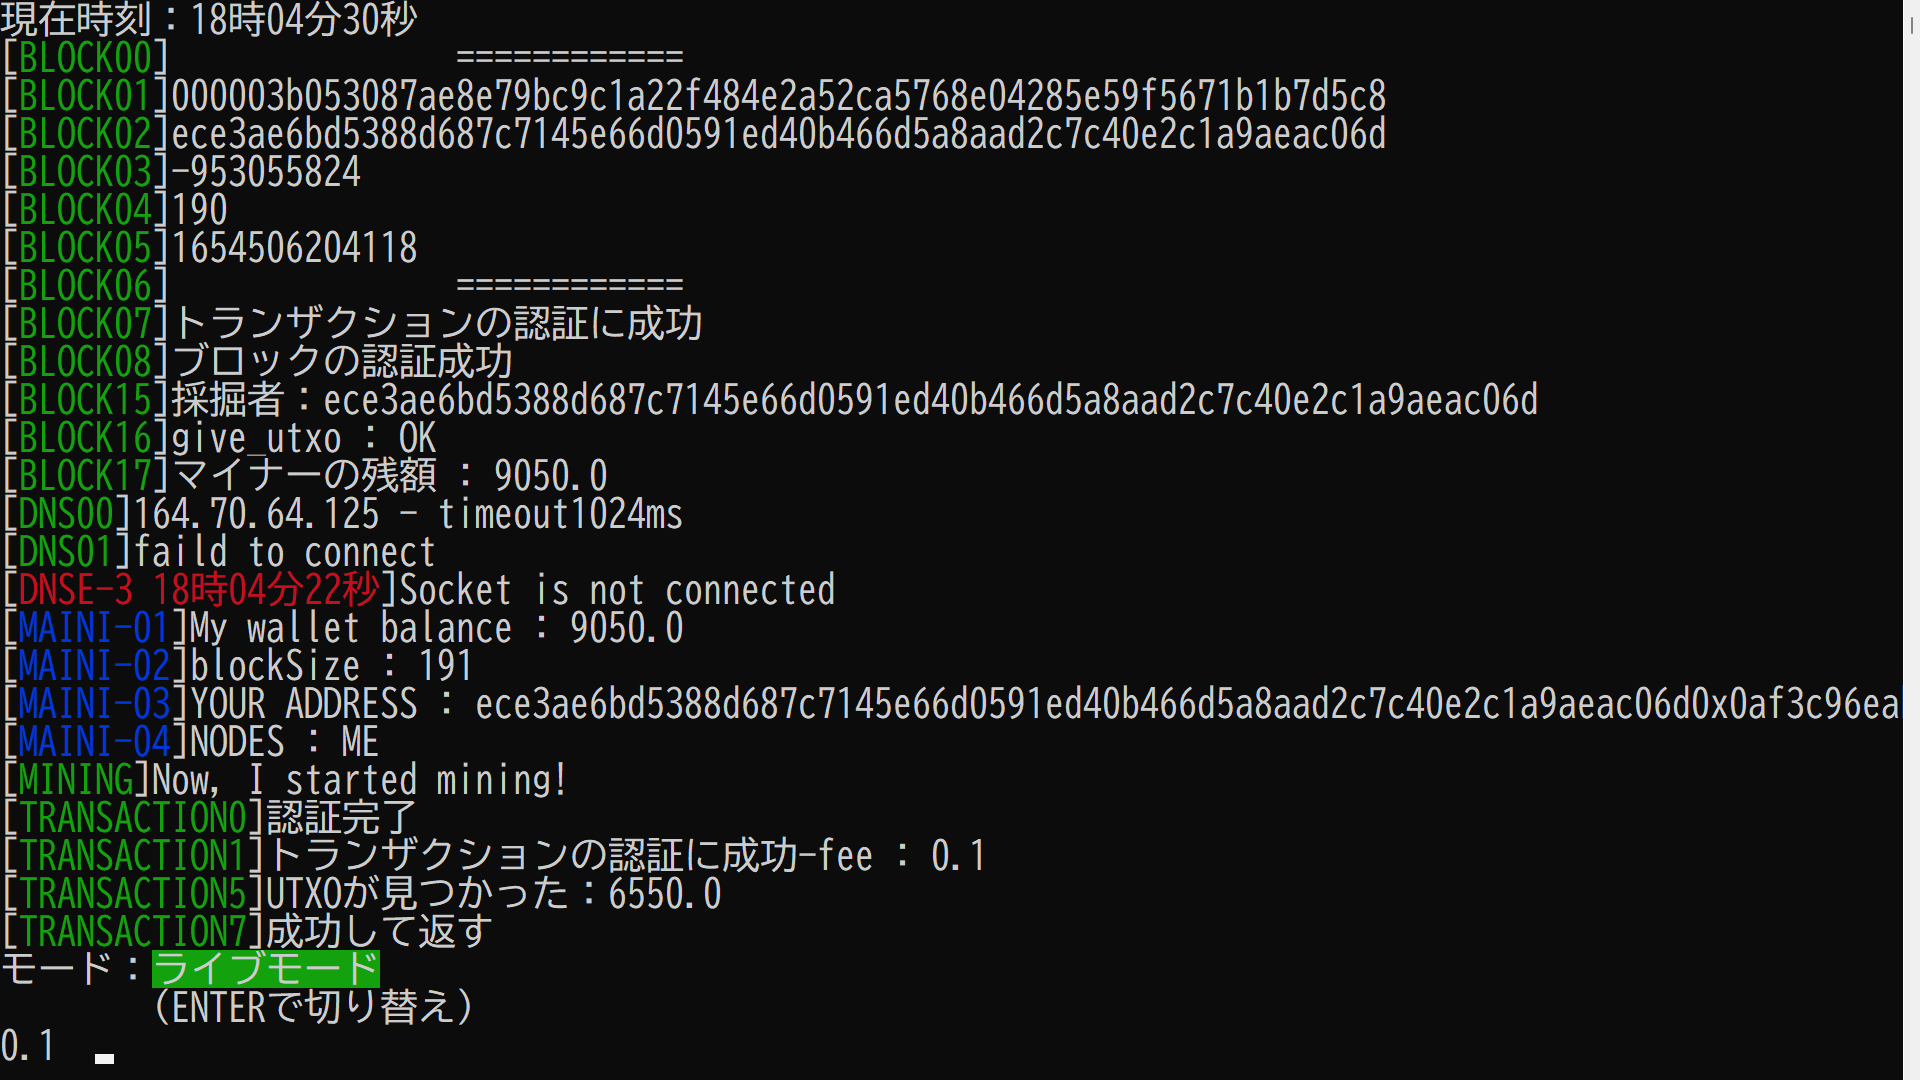 現在時刻：18時04分30秒
[BLOCK00]               ============
[BLOCK01]000003b053087ae8e79bc9c1a22f484e2a52ca5768e04285e59f5671b1b7d5c8
[BLOCK02]ece3ae6bd5388d687c7145e66d0591ed40b466d5a8aad2c7c40e2c1a9aeac06d
[BLOCK03]-953055824
[BLOCK04]190
[BLOCK05]1654506204118
[BLOCK06]               ============
[BLOCK07]トランザクションの認証に成功
[BLOCK08]ブロックの認証成功
[BLOCK15]採掘者：ece3ae6bd5388d687c7145e66d0591ed40b466d5a8aad2c7c40e2c1a9aeac06d
[BLOCK16]give_utxo : OK
[BLOCK17]マイナーの残額 : 9050.0
[DNS00]164.70.64.125 - timeout1024ms
[DNS01]faild to connect
[DNSE-3 18時04分22秒]Socket is not connected
[MAINI-01]My wallet balance : 9050.0
[MAINI-02]blockSize : 191
[MAINI-03]YOUR ADDRESS : ece3ae6bd5388d687c7145e66d0591ed40b466d5a8aad2c7c40e2c1a9aeac06d0x0af3c96ea
[MAINI-04]NODES : ME
[MINING]Now, I started mining!
[TRANSACTION0]認証完了
[TRANSACTION1]トランザクションの認証に成功-fee : 0.1
[TRANSACTION5]UTXOが見つかった：6550.0
[TRANSACTION7]成功して返す
モード：ライブモード
(ENTERで切り替え)
0.1